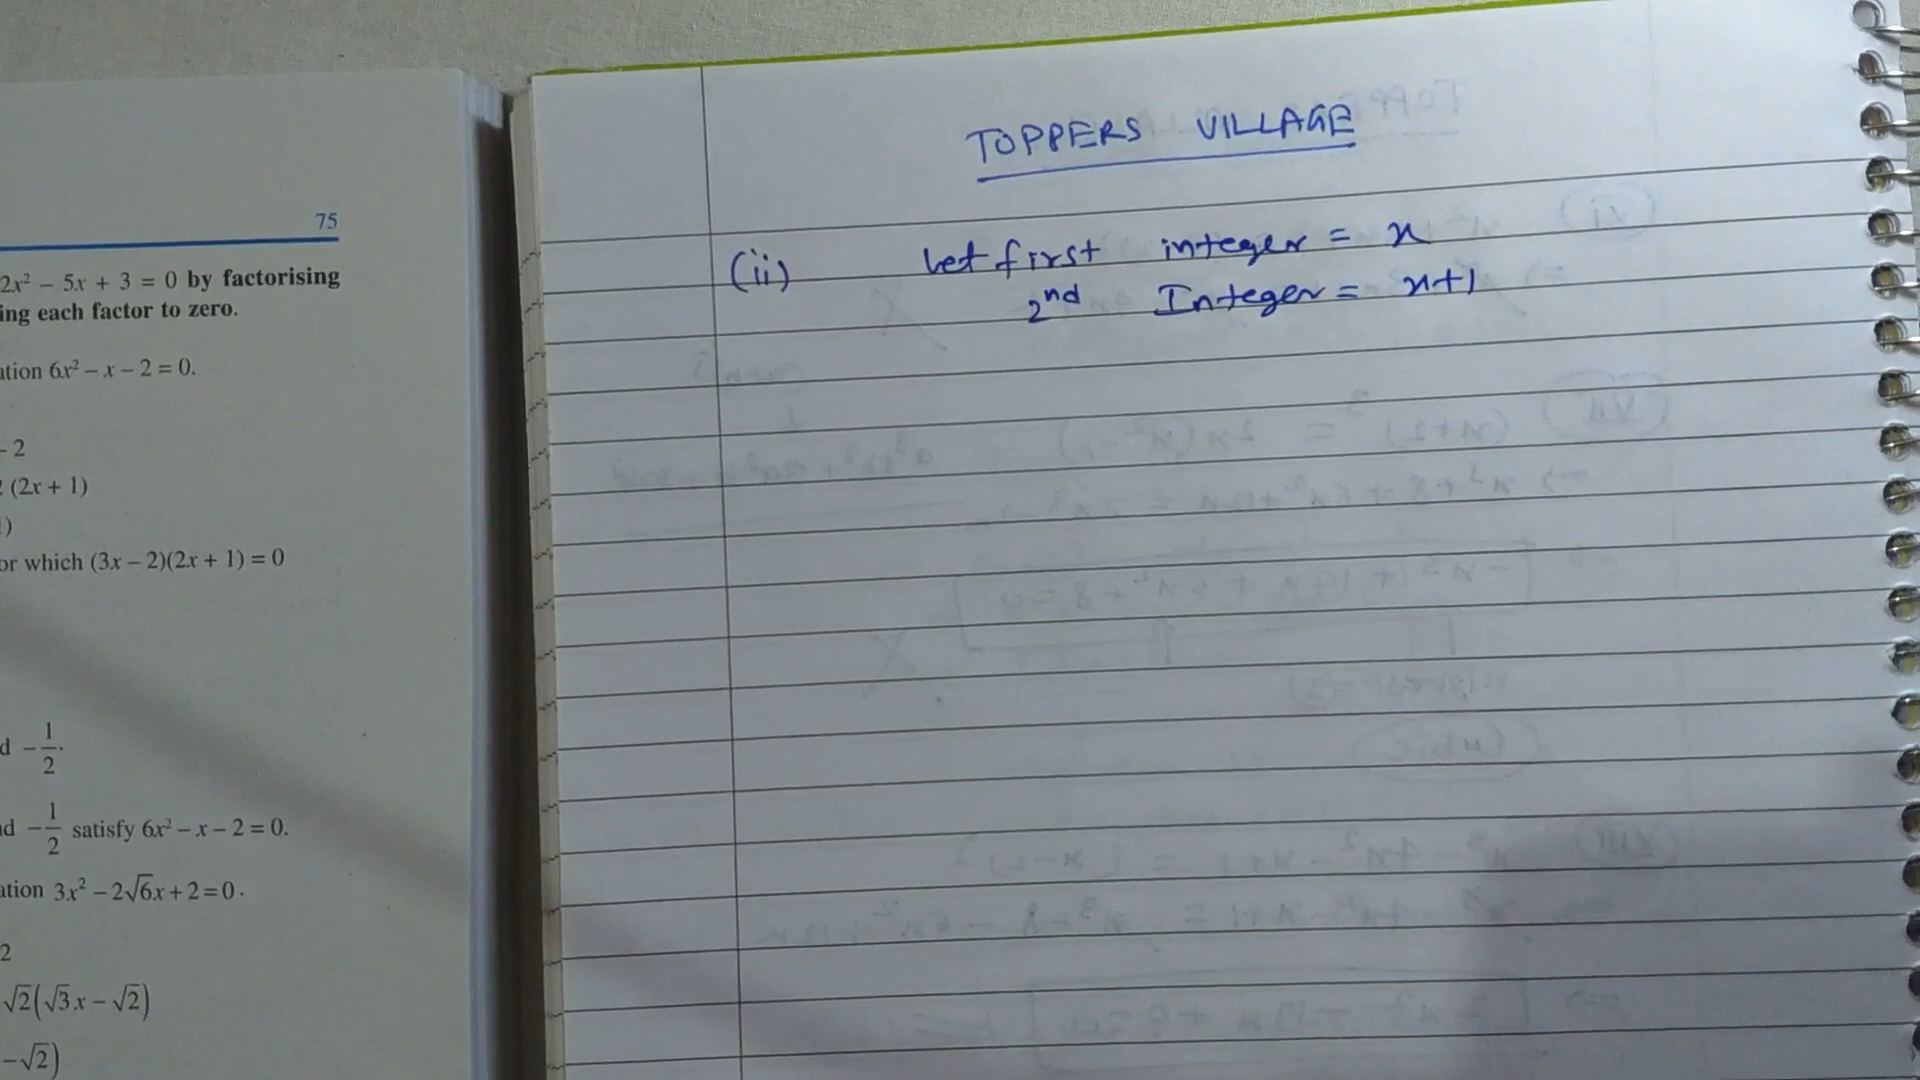 75
2x² − 5x + 3 = 0 by factorising
ing each factor to zero.
ation 6x² – x – 2 = 0.
– 2
(2x + 1)
)
or which (3x – 2)(2x + 1) = 0
d −1/2.
nd −1/2 satisfy 6x² – x – 2 = 0.
ation 3x² − 2√6x + 2 = 0.
2
√2(√3x − √2)
−√2)
TOPPERS VILLAGE
(ii) Let first integer = x
2nd Integer = x+1